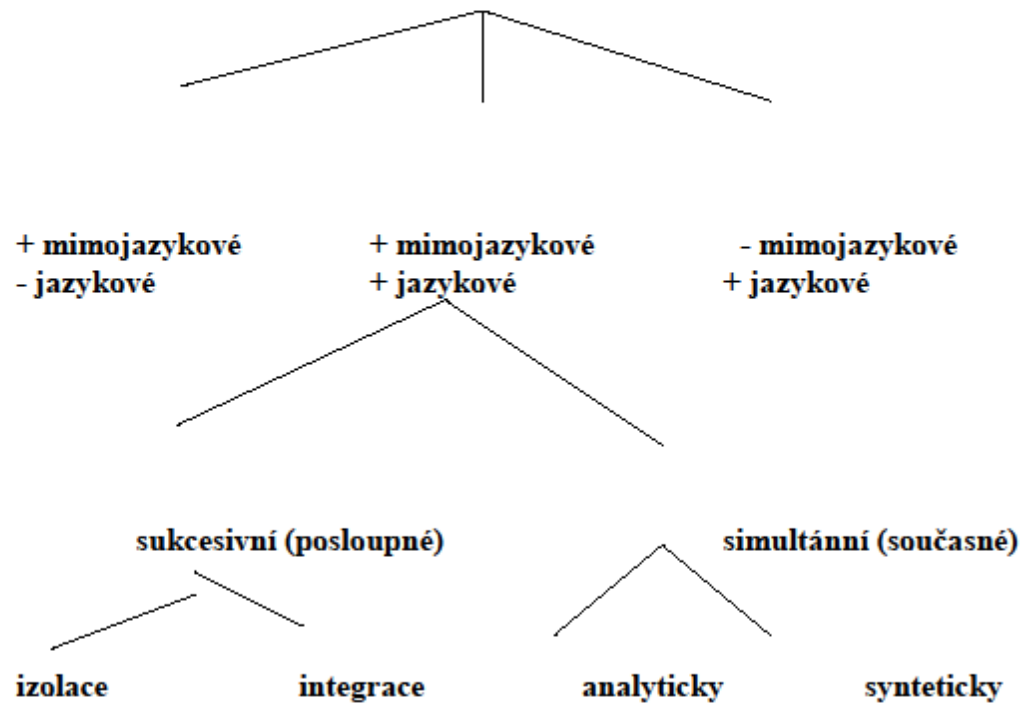 + mimojazykové + mimojazykové - mimojazykové
- jazykové + jazykové + jazykové
sukcesivní (posloupné) simultánní (současné)
izolace integrace analyticky synteticky